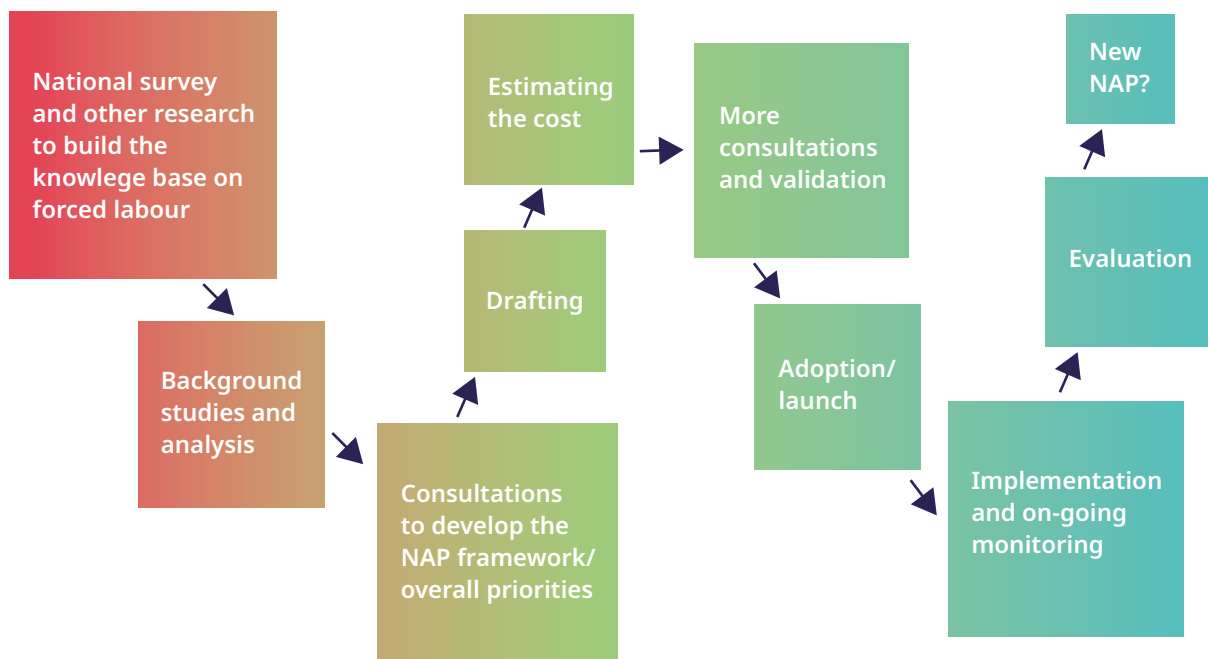 National survey
and other research
to build the
knowlege base on
forced labour
Background
studies and
analysis
Consultations
to develop the
NAP framework/
overall priorities
Drafting
Estimating
the cost
More
consultations
and validation
Adoption/
launch
Implementation
and on-going
monitoring
Evaluation
New
NAP?